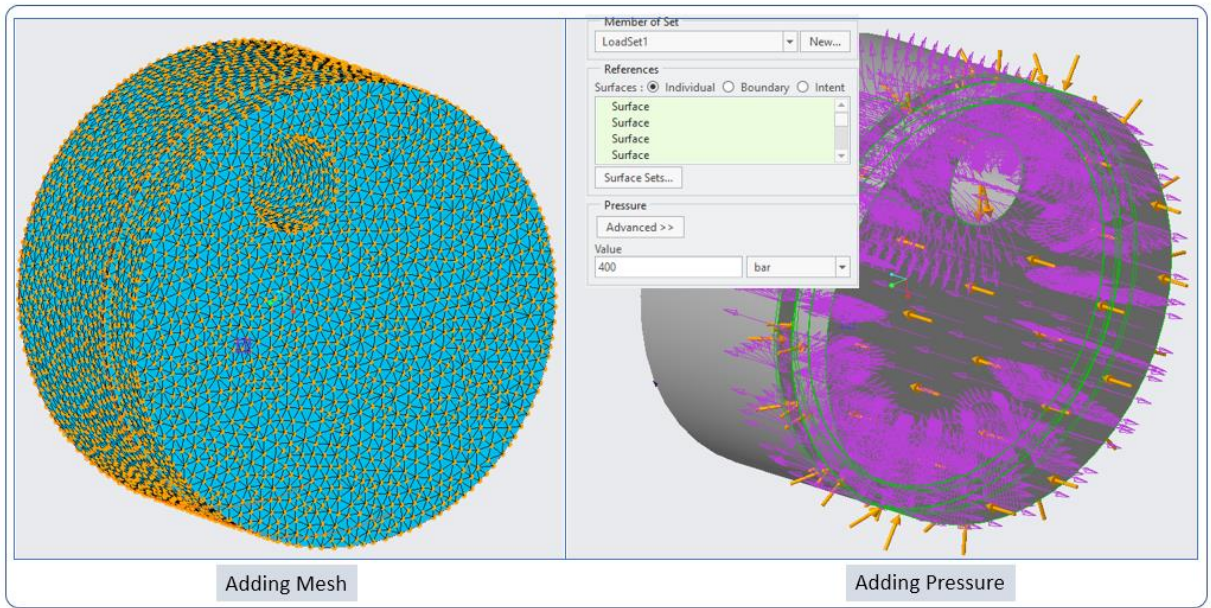 Member of Set
LoadSet1 New...
References
Surfaces : Individual Boundary Intent
Surface
Surface
Surface
Surface
Surface Sets...
Pressure
Advanced >>
Value
400 bar
Adding Mesh
Adding Pressure